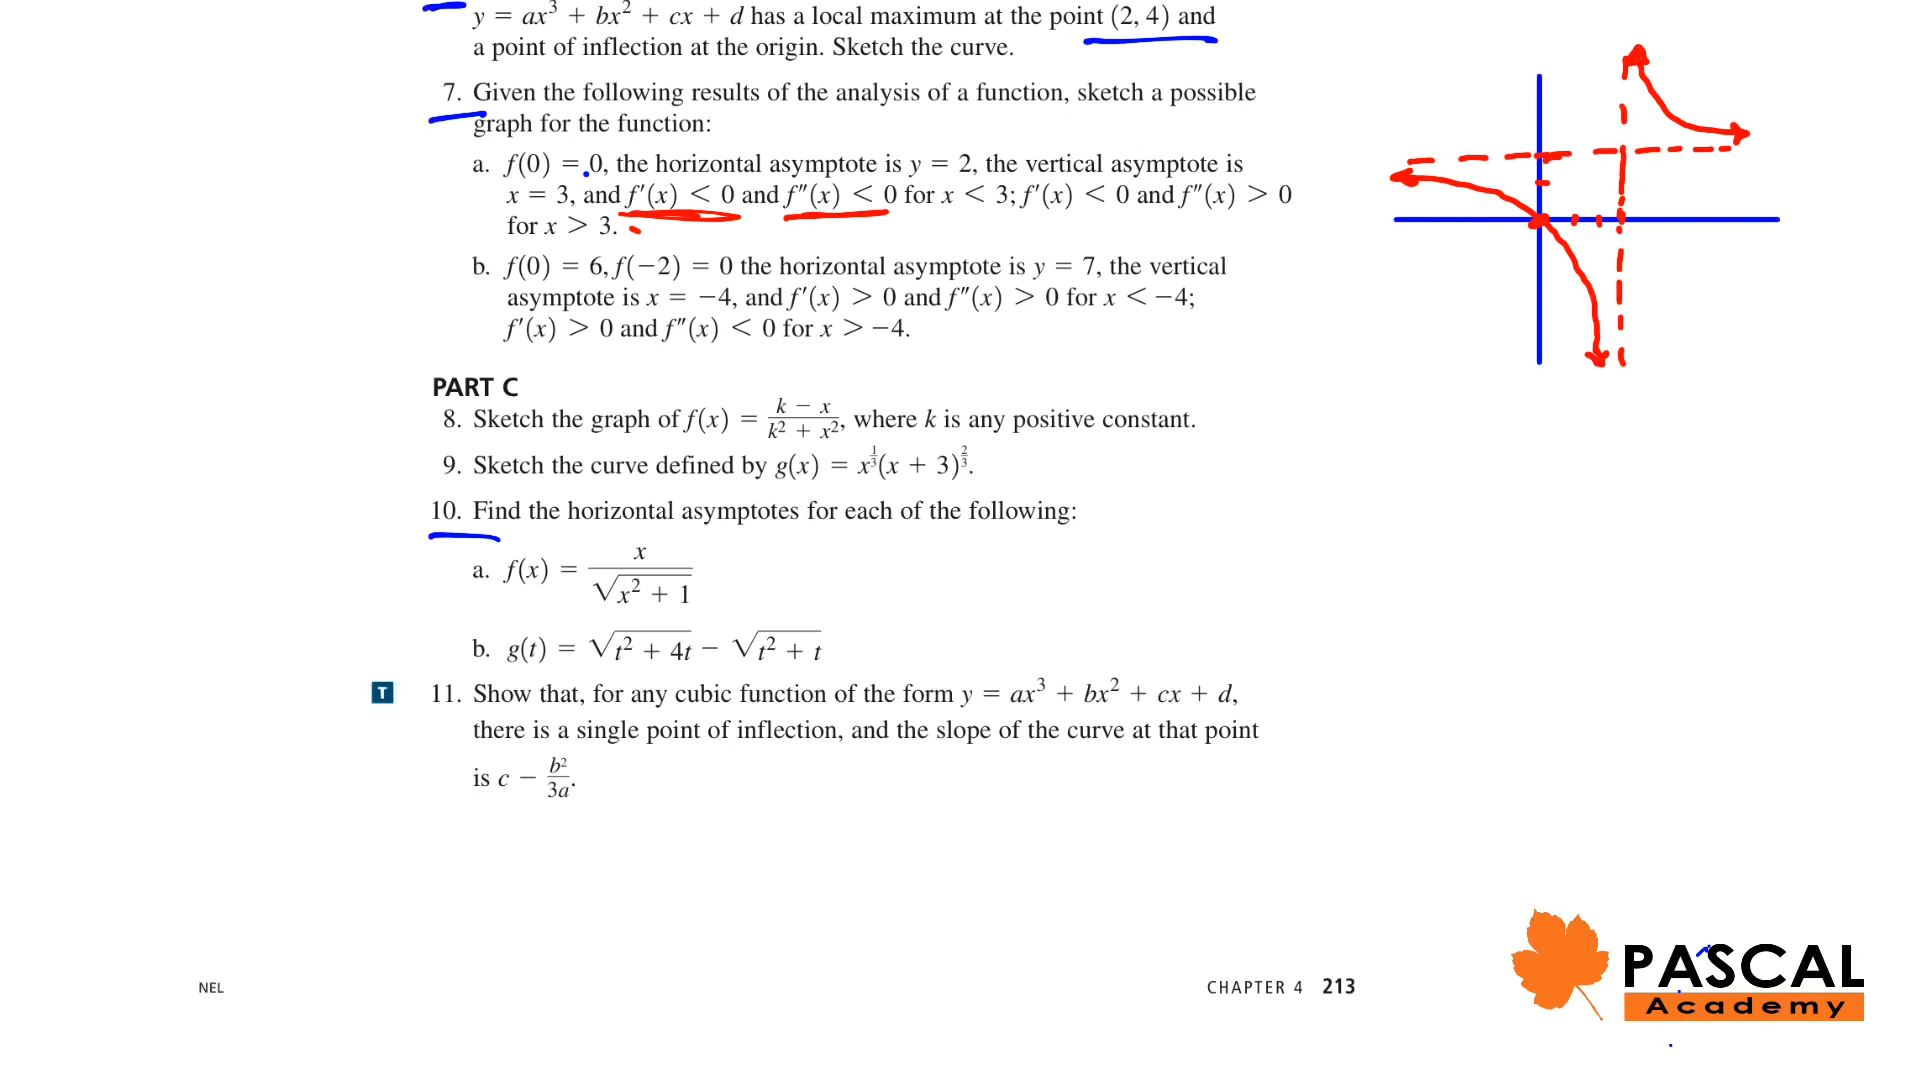 y = ax³ + bx² + cx + d has a local maximum at the point (2, 4) and
a point of inflection at the origin. Sketch the curve.
7. Given the following results of the analysis of a function, sketch a possible
graph for the function:
a. f(0) = 0, the horizontal asymptote is y = 2, the vertical asymptote is
x = 3, and f′(x) < 0 and f″(x) < 0 for x < 3; f′(x) < 0 and f″(x) > 0
for x > 3.
b. f(0) = 6, f(−2) = 0 the horizontal asymptote is y = 7, the vertical
asymptote is x = −4, and f′(x) > 0 and f″(x) > 0 for x < −4;
f′(x) > 0 and f″(x) < 0 for x > −4.
PART C
8. Sketch the graph of f(x) = (k − x)/(k² + x²), where k is any positive constant.
9. Sketch the curve defined by g(x) = x^(1/3)(x + 3)^(2/3).
10. Find the horizontal asymptotes for each of the following:
a. f(x) = x/√(x² + 1)
b. g(t) = √(t² + 4t) − √(t² + t)
T 11. Show that, for any cubic function of the form y = ax³ + bx² + cx + d,
there is a single point of inflection, and the slope of the curve at that point
is c − b²/3a.
NEL
CHAPTER 4 213
PASCAL
Academy